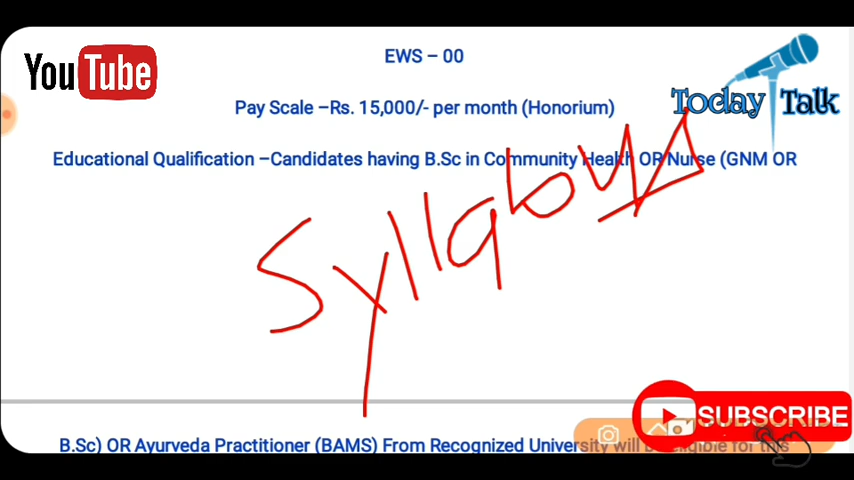 EWS – 00
YouTube
Pay Scale –Rs. 15,000/- per month (Honorium)
Today Talk
Educational Qualification –Candidates having B.Sc in Community Health OR Nurse (GNM OR
Syllabus
SUBSCRIBE
B.Sc) OR Ayurveda Practitioner (BAMS) From Recognized University will be eligible for this